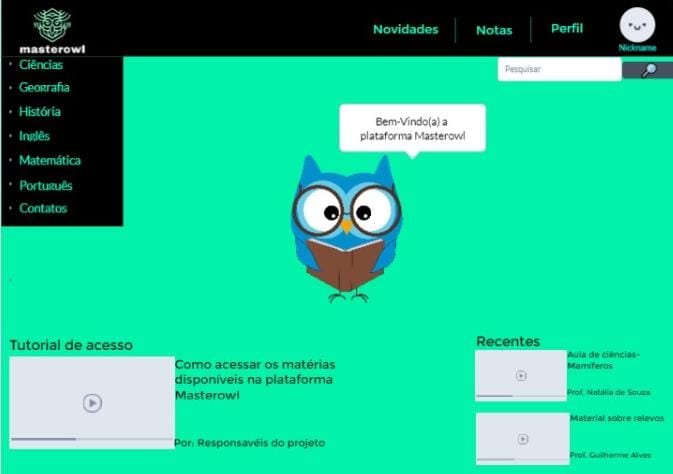 masterowl
Novidades
Notas
Perfil
Nickname
Ciências
Geografia
História
Inglês
Matemática
Português
Contatos
Pesquisar
Bem-Vindo(a) a
plataforma Masterowl
Tutorial de acesso
Como acessar os matérias
disponíveis na plataforma
Masterowl
Por: Responsavéis do projeto
Recentes
Aula de ciências-
Mamíferos
Prof. Natália de Souza
Material sobre relevos
Prof. Guilherme Alves